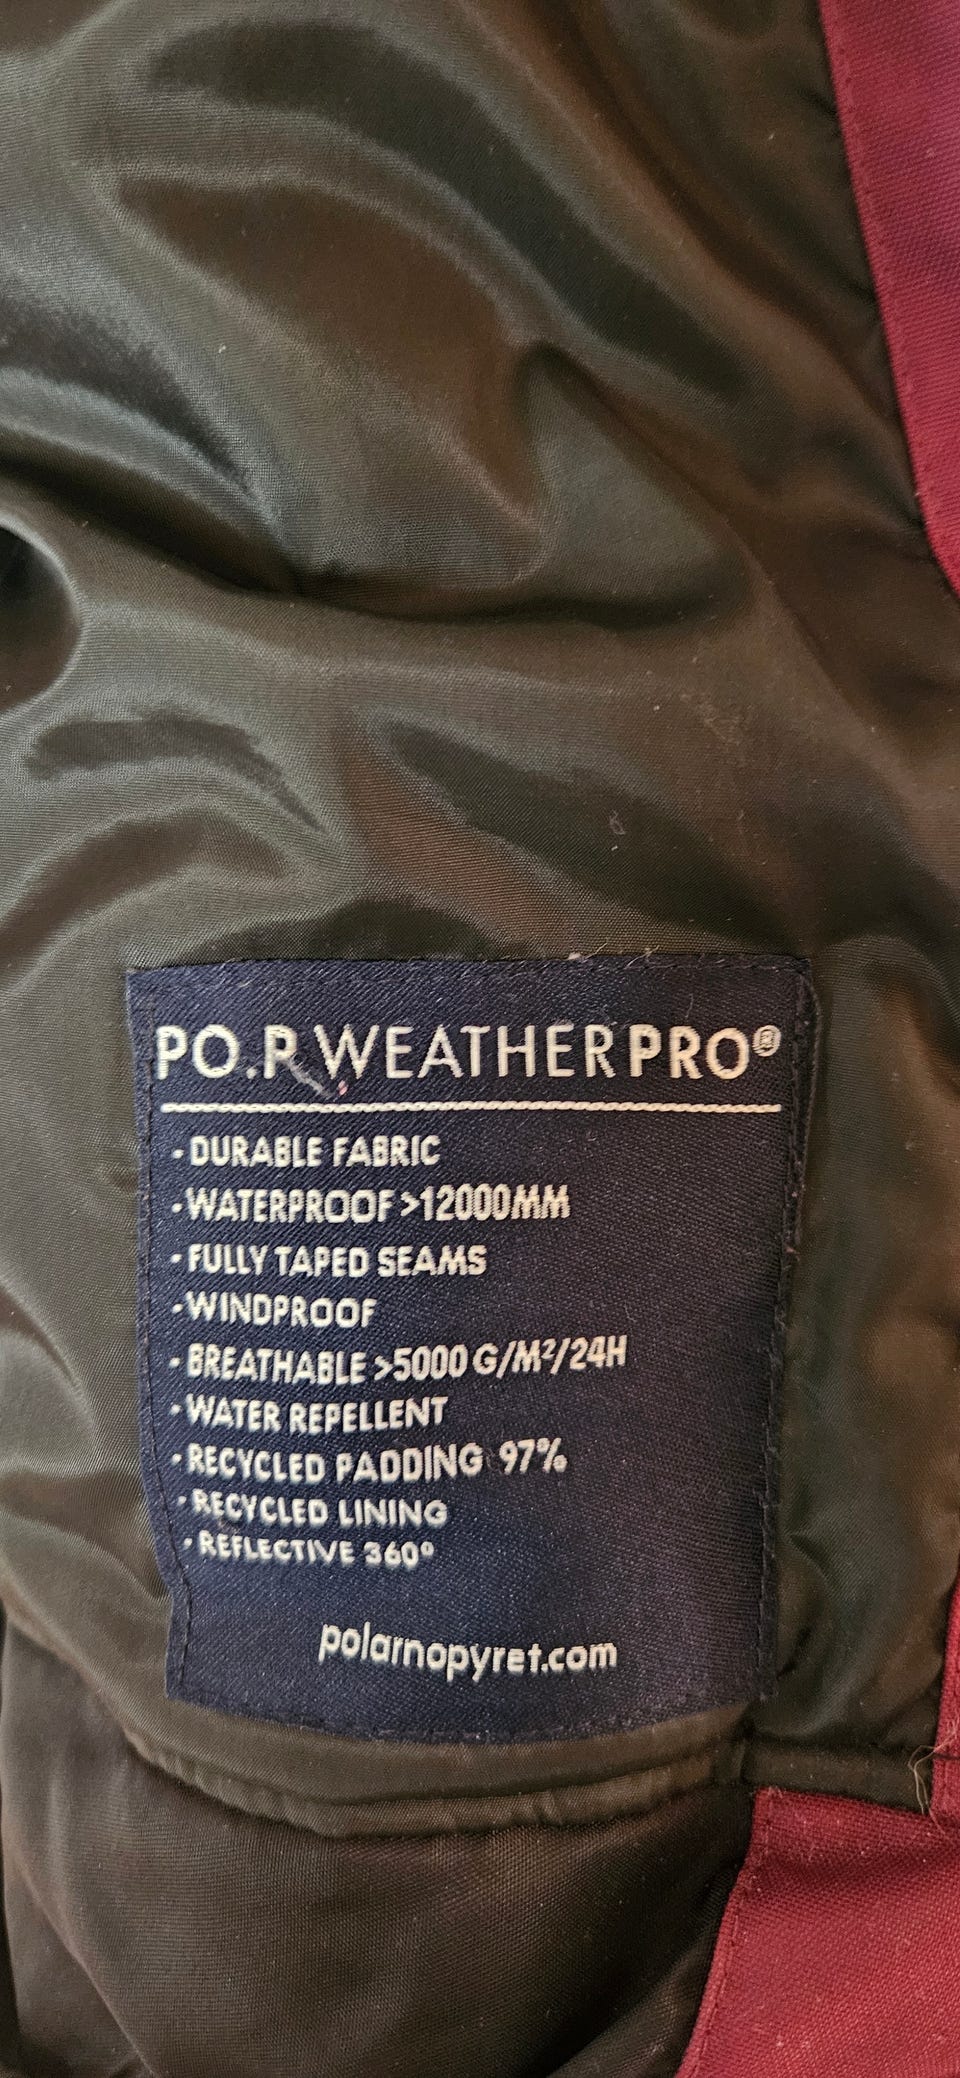 PO.P WEATHERPRO®
- DURABLE FABRIC
- WATERPROOF >12000MM
- FULLY TAPED SEAMS
- WINDPROOF
- BREATHABLE >5000 G/M²/24H
- WATER REPELLENT
- RECYCLED PADDING 97%
- RECYCLED LINING
- REFLECTIVE 360°
polarnopyret.com